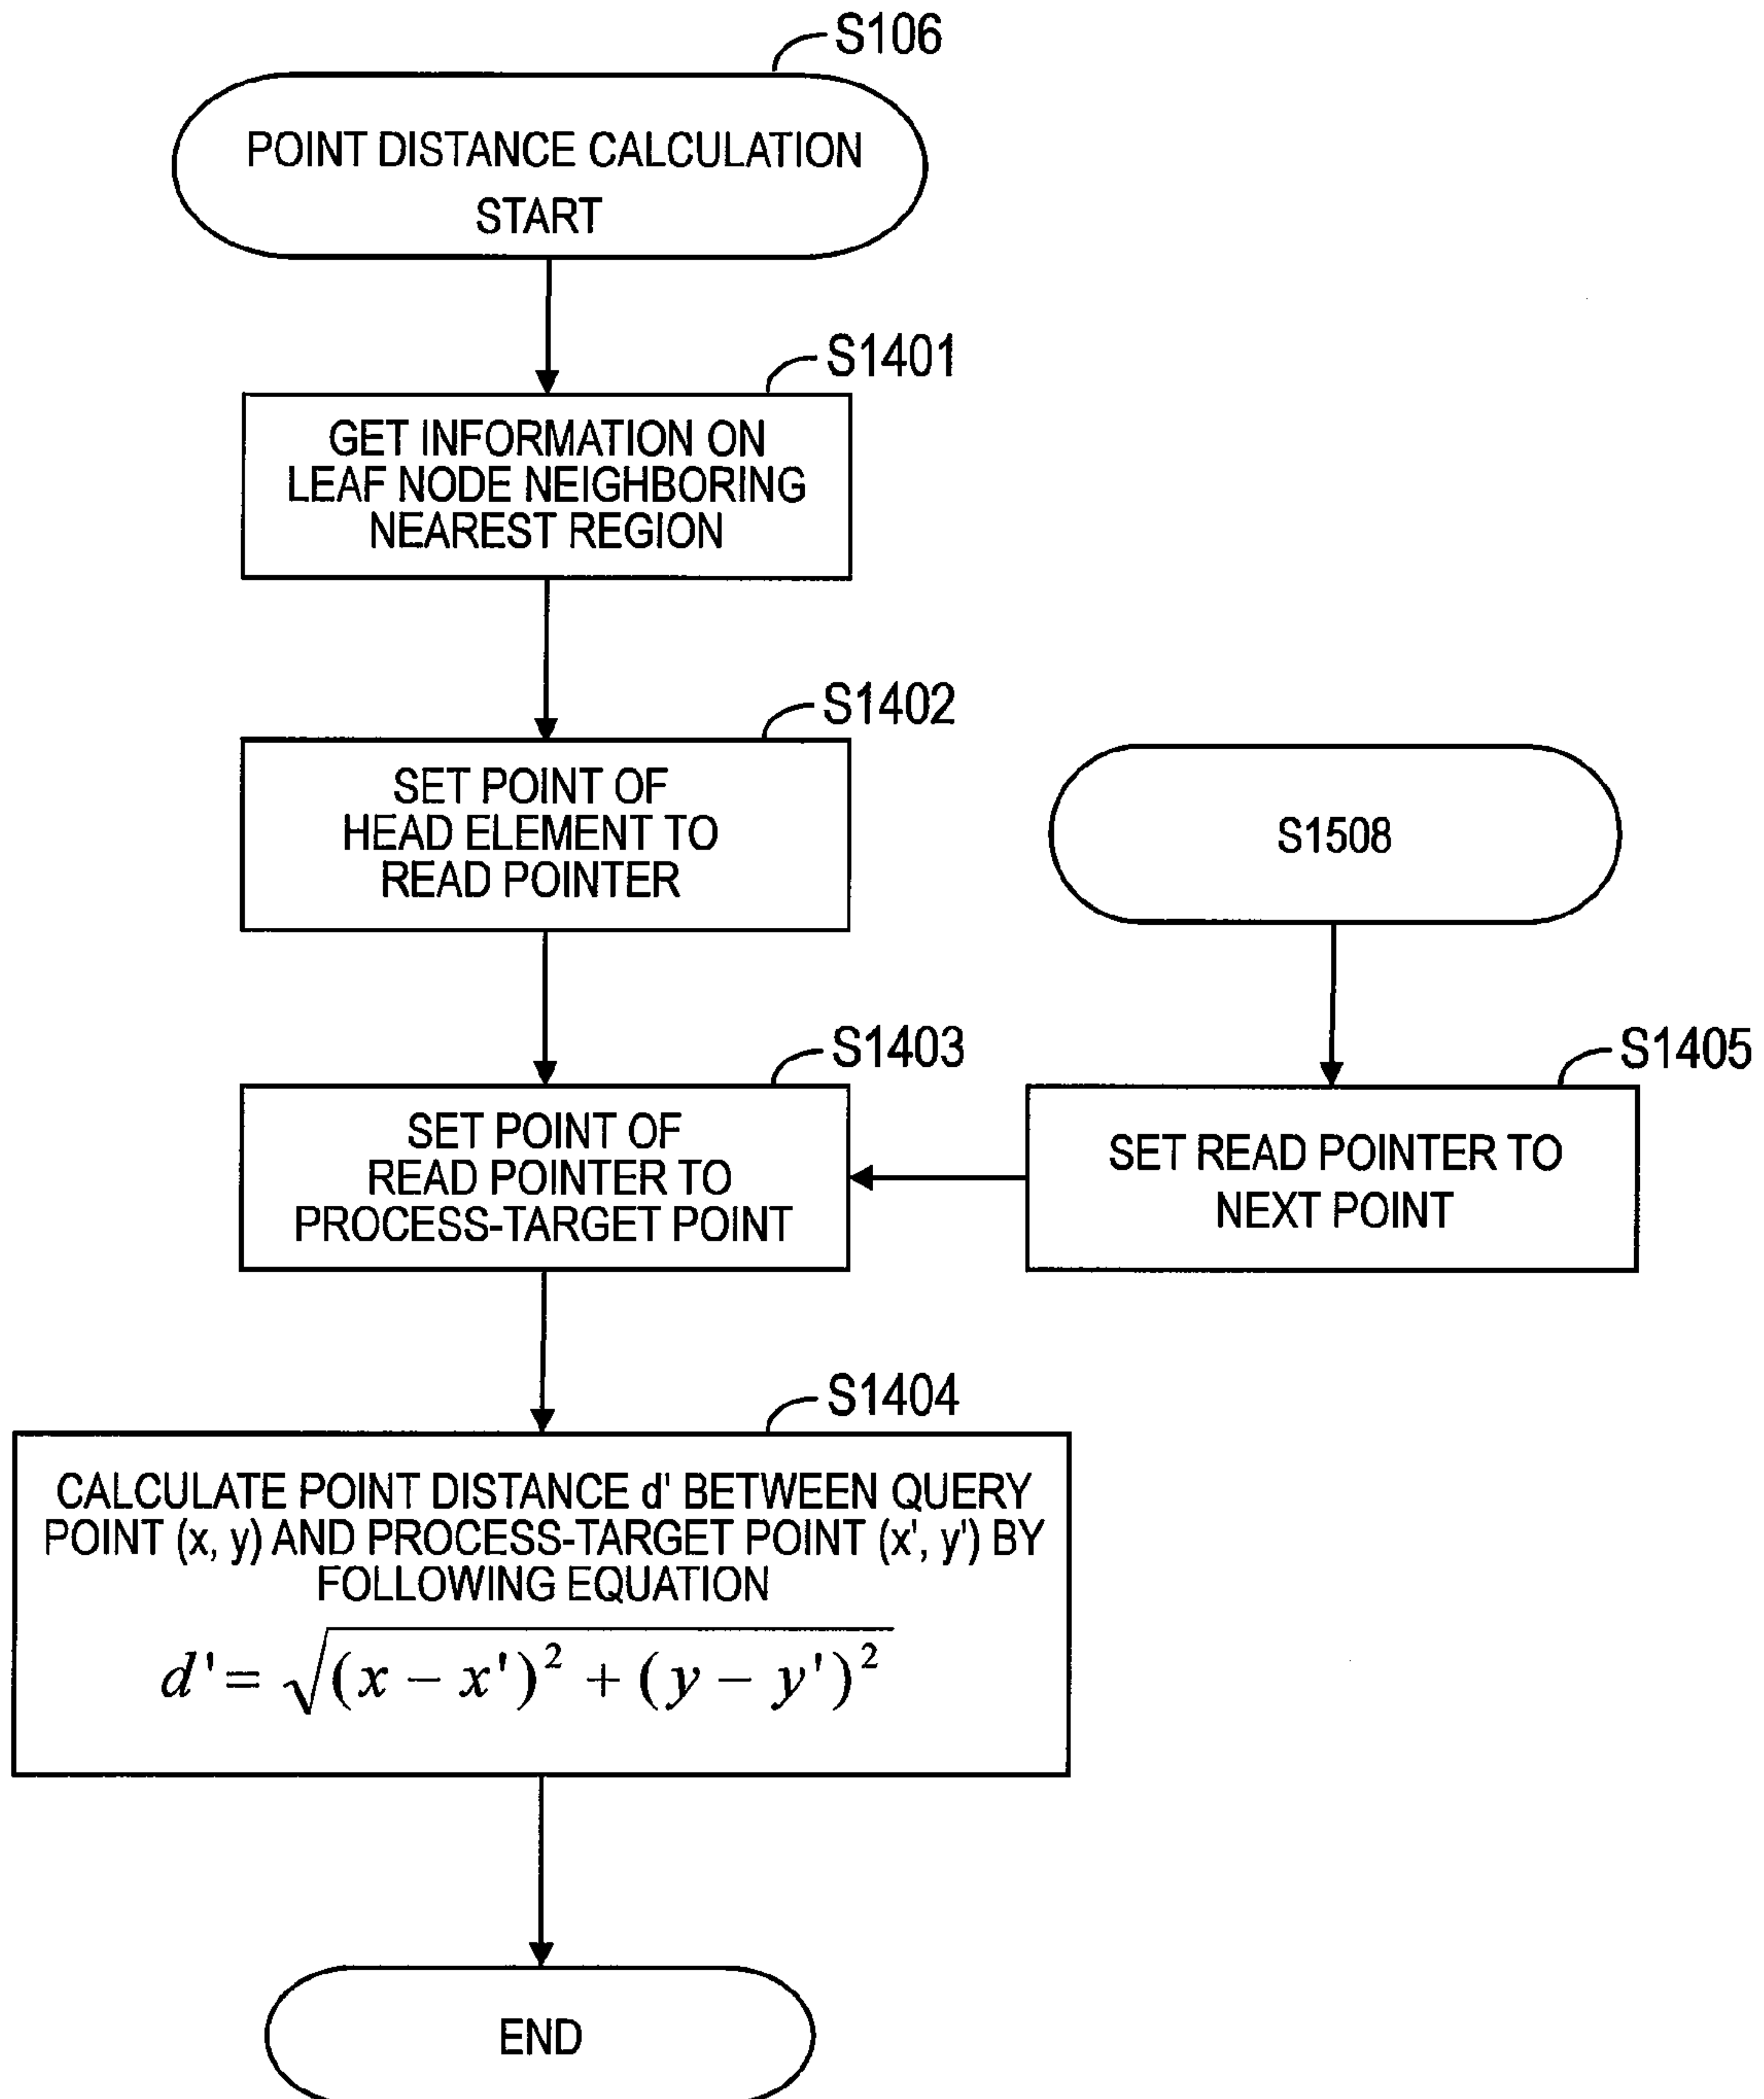 S106
POINT DISTANCE CALCULATION
START
S1401
GET INFORMATION ON
LEAF NODE NEIGHBORING
NEAREST REGION
S1402
SET POINT OF
HEAD ELEMENT TO
READ POINTER
S1508
S1403
SET POINT OF
READ POINTER TO
PROCESS-TARGET POINT
S1405
SET READ POINTER TO
NEXT POINT
S1404
CALCULATE POINT DISTANCE d' BETWEEN QUERY
POINT (x, y) AND PROCESS-TARGET POINT (x', y') BY
FOLLOWING EQUATION
d' = √(x − x')² + (y − y')²
END